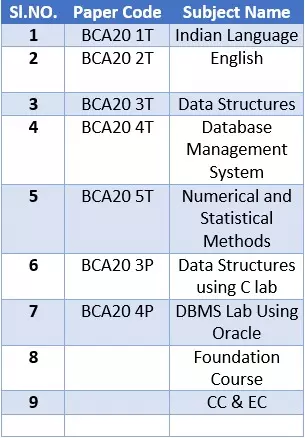 Sl.NO. Paper Code Subject Name
1 BCA20 1T Indian Language
2 BCA20 2T English
3 BCA20 3T Data Structures
4 BCA20 4T Database
Management
System
5 BCA20 5T Numerical and
Statistical
Methods
6 BCA20 3P Data Structures
using C lab
7 BCA20 4P DBMS Lab Using
Oracle
8 Foundation
Course
9 CC & EC